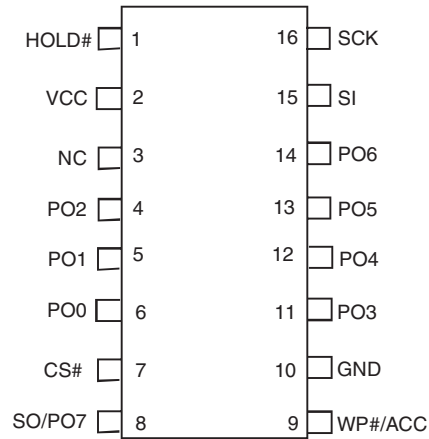 HOLD# 1 16 SCK
VCC 2 15 SI
NC 3 14 PO6
PO2 4 13 PO5
PO1 5 12 PO4
PO0 6 11 PO3
CS# 7 10 GND
SO/PO7 8 9 WP#/ACC